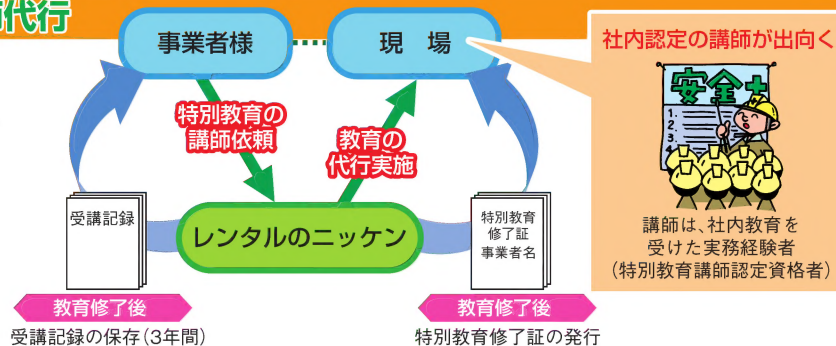 代行
事業者様
現 場
特別教育の
講師依頼
教育の
代行実施
レンタルのニッケン
受講記録
教育修了後
受講記録の保存(3年間)
特別教育
修了証
事業者名
教育修了後
特別教育修了証の発行
社内認定の講師が出向く
安全+
1.
2.
3.
講師は、社内教育を
受けた実務経験者
(特別教育講師認定資格者)